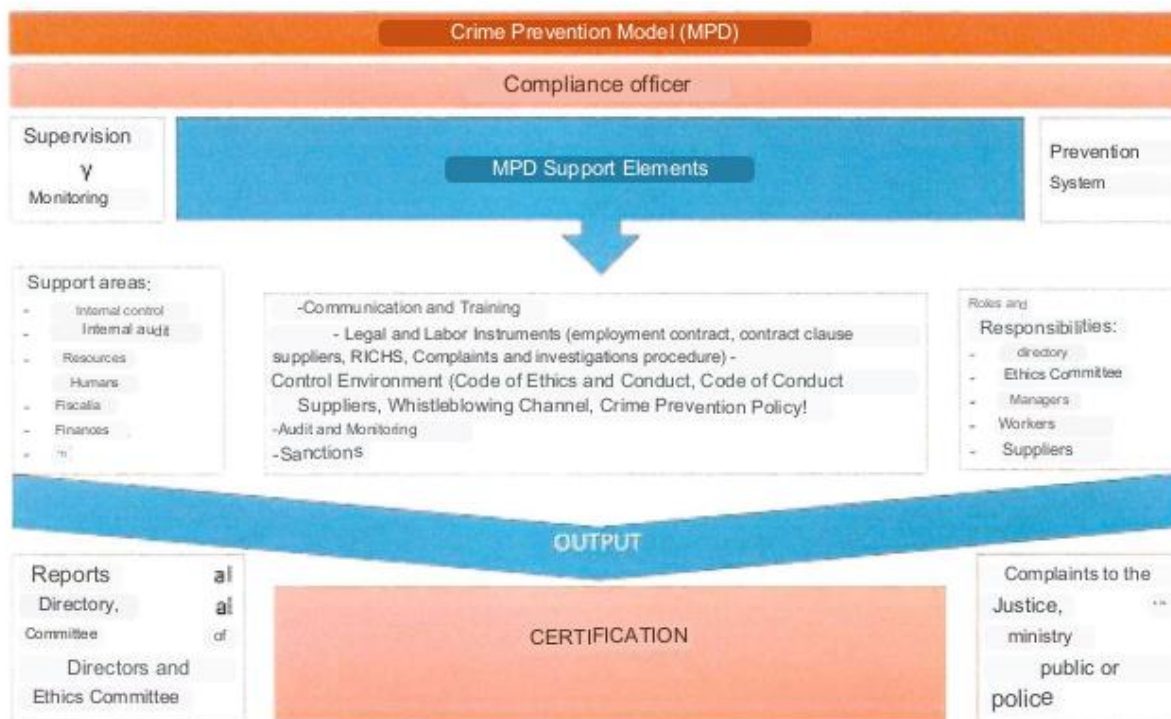 Crime Prevention Model (MPD)
Compliance officer
Supervision
y
Monitoring
MPD Support Elements
Prevention
System
Support areas:
- Internal control
- Internal audit
- Resources
Humans
- Fiscalia
- Finances
-
-Communication and Training
- Legal and Labor Instruments (employment contract, contract clause
suppliers, RICHS, Complaints and investigations procedure) -
Control Environment (Code of Ethics and Conduct, Code of Conduct
Suppliers, Whistleblowing Channel, Crime Prevention Policy!
-Audit and Monitoring
-Sanctions
Roles and
Responsibilities:
- directory
- Ethics Committee
- Managers
- Workers
- Suppliers
OUTPUT
Reports al
Directory, al
Committee of
Directors and
Ethics Committee
CERTIFICATION
Complaints to the
Justice,
ministry
public or
police